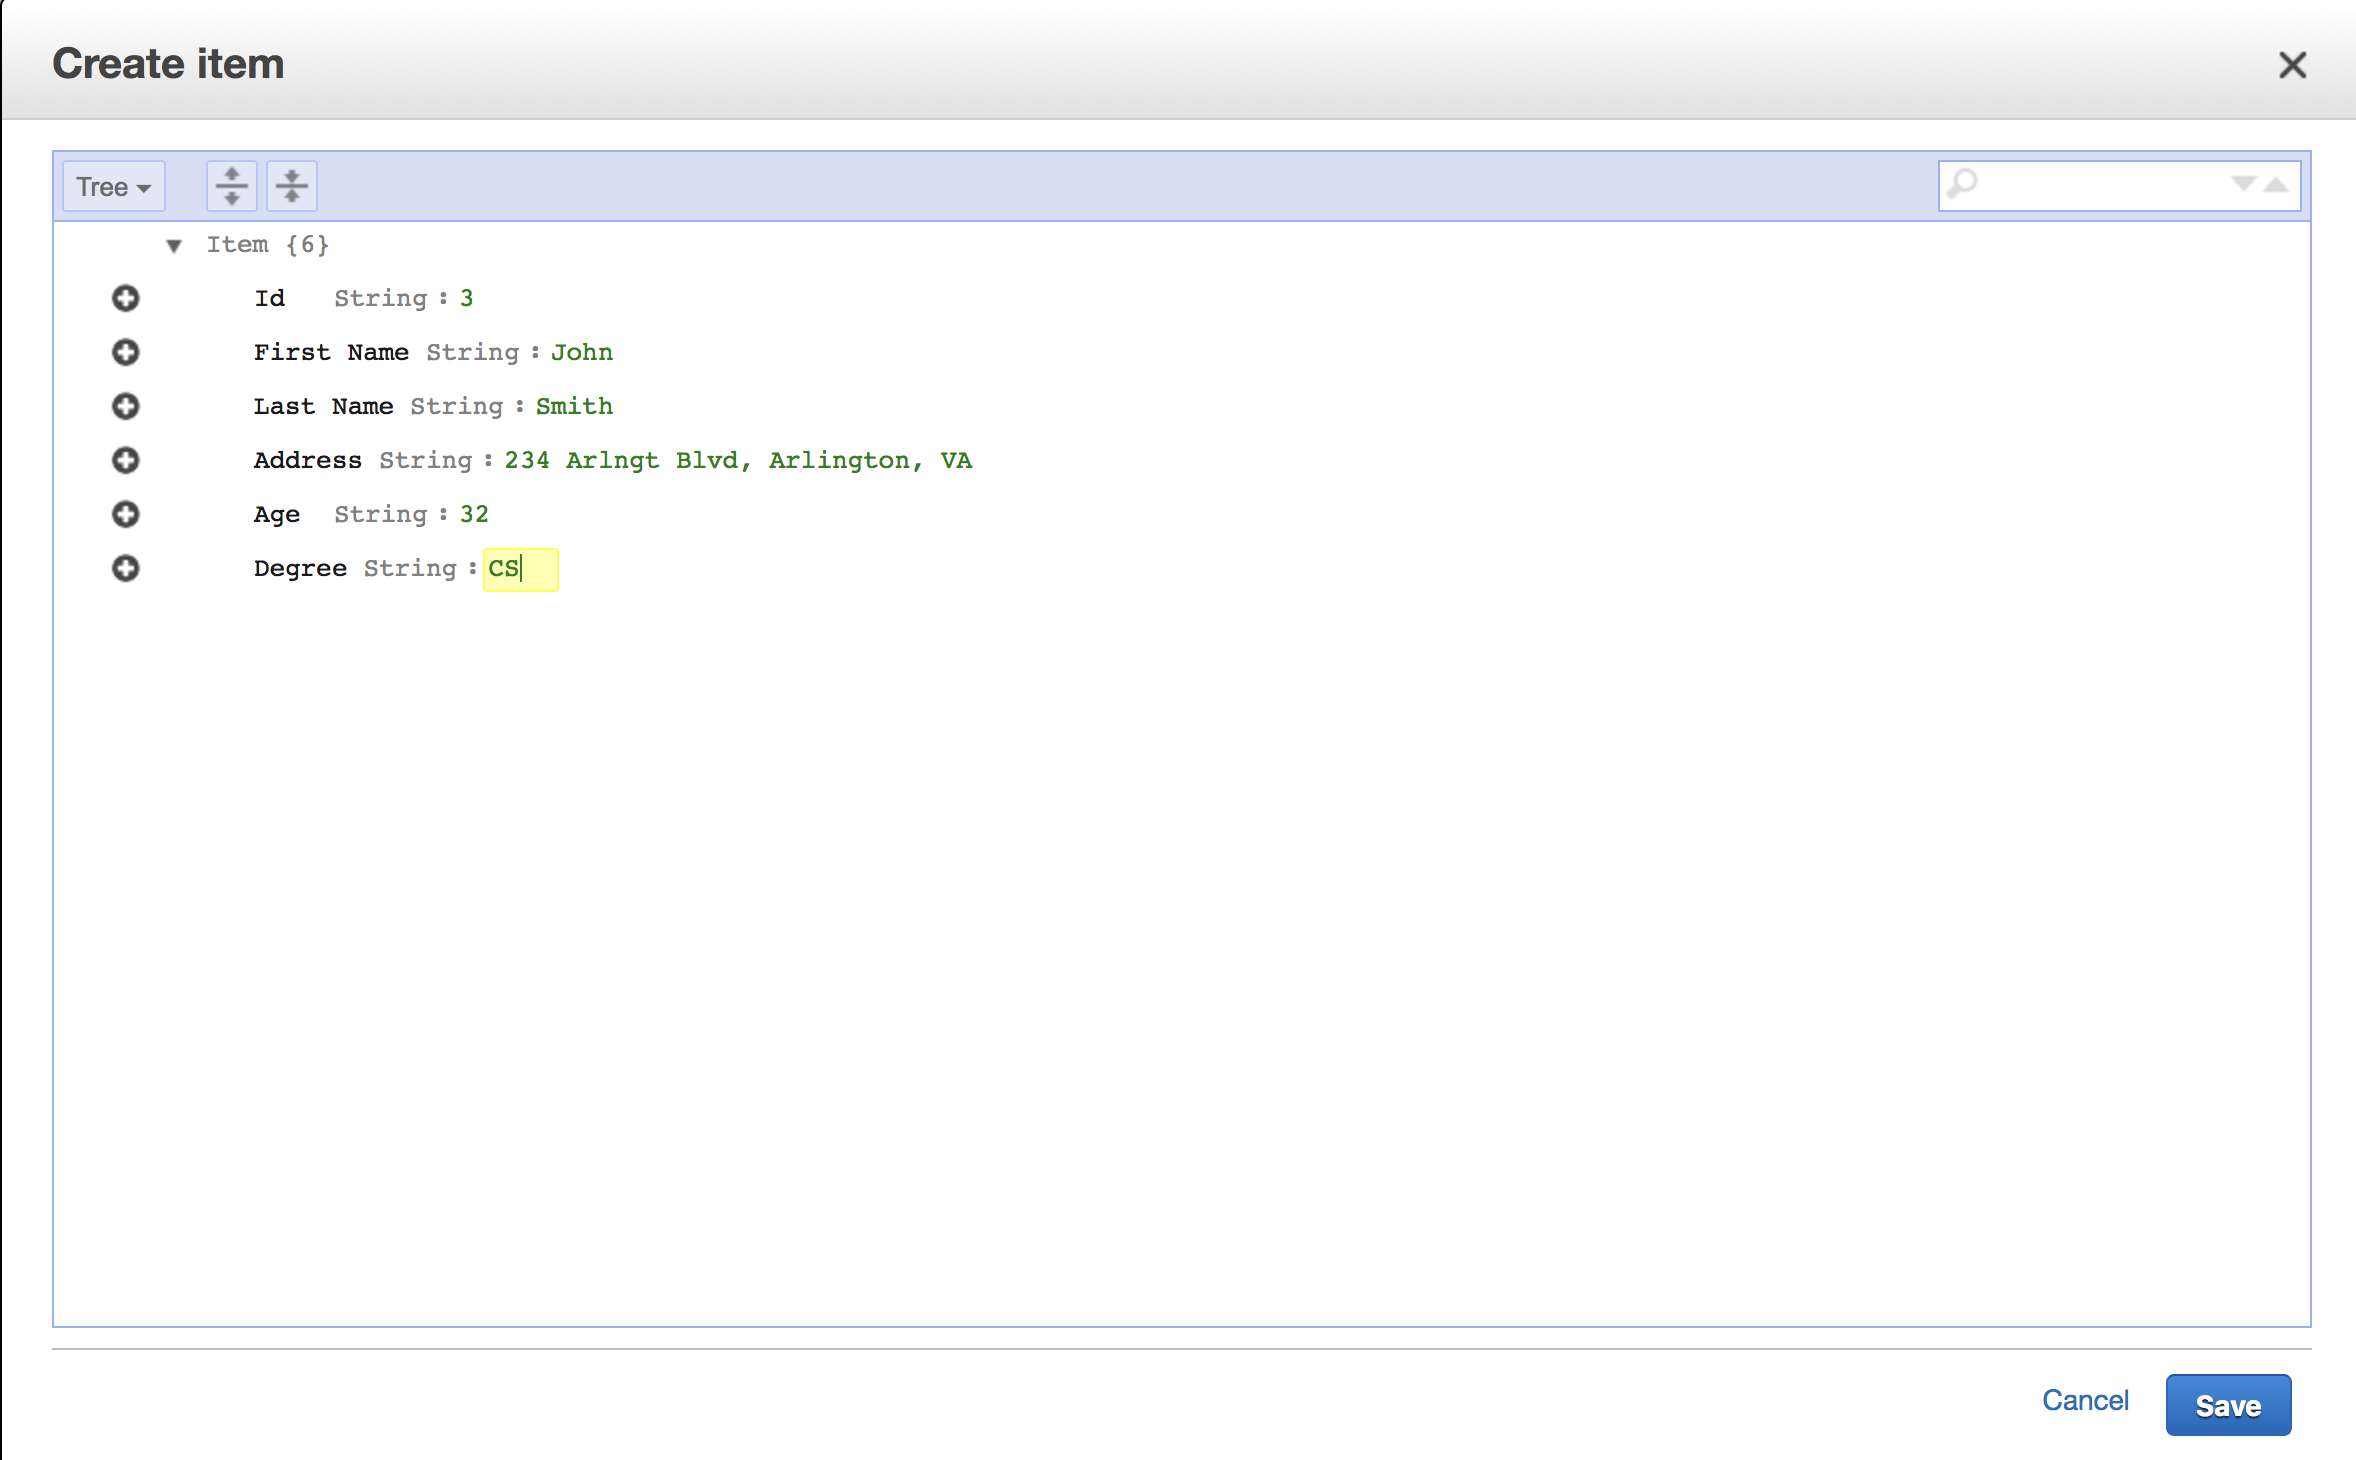 Create item
Tree
Item {6}
Id String : 3
First Name String : John
Last Name String : Smith
Address String : 234 Arlngt Blvd, Arlington, VA
Age String : 32
Degree String : CS
Cancel
Save